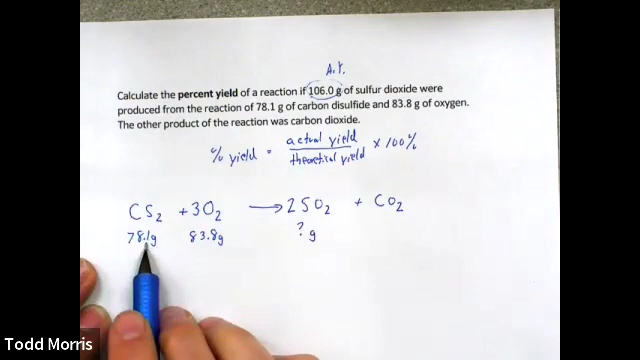 A.Y.
Calculate the percent yield of a reaction if 106.0 g of sulfur dioxide were
produced from the reaction of 78.1 g of carbon disulfide and 83.8 g of oxygen.
The other product of the reaction was carbon dioxide.
% yield = actual yield / theoretical yield × 100%
CS₂ + 3O₂ → 2SO₂ + CO₂
78.1g 83.8g ? g
Todd Morris